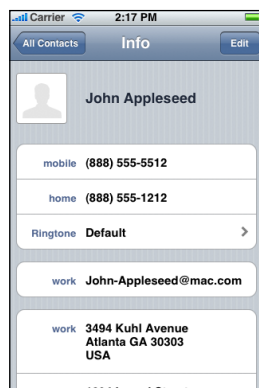 Carrier 2:17 PM
All Contacts Info Edit
John Appleseed
mobile (888) 555-5512
home (888) 555-1212
Ringtone Default
work John-Appleseed@mac.com
work 3494 Kuhl Avenue
Atlanta GA 30303
USA